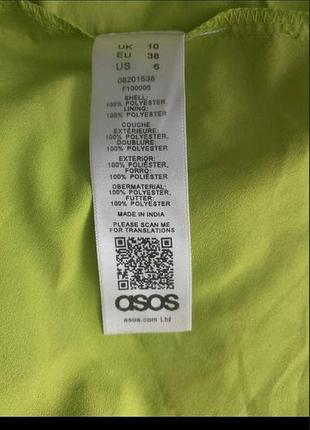 UK 10
EU 38
US 6
08201538
F100005
SHELL:
100% POLYESTER,
LINING:
100% POLYESTER
COUCHE
EXTÉRIEURE:
100% POLYESTER,
DOUBLURE:
100% POLYESTER
EXTERIOR:
100% POLIÉSTER,
FORRO:
100% POLIÉSTER
OBERMATERIAL:
100% POLYESTER,
FUTTER:
100% POLYESTER
MADE IN INDIA
PLEASE SCAN ME
FOR TRANSLATIONS
asos
asos.com Ltd